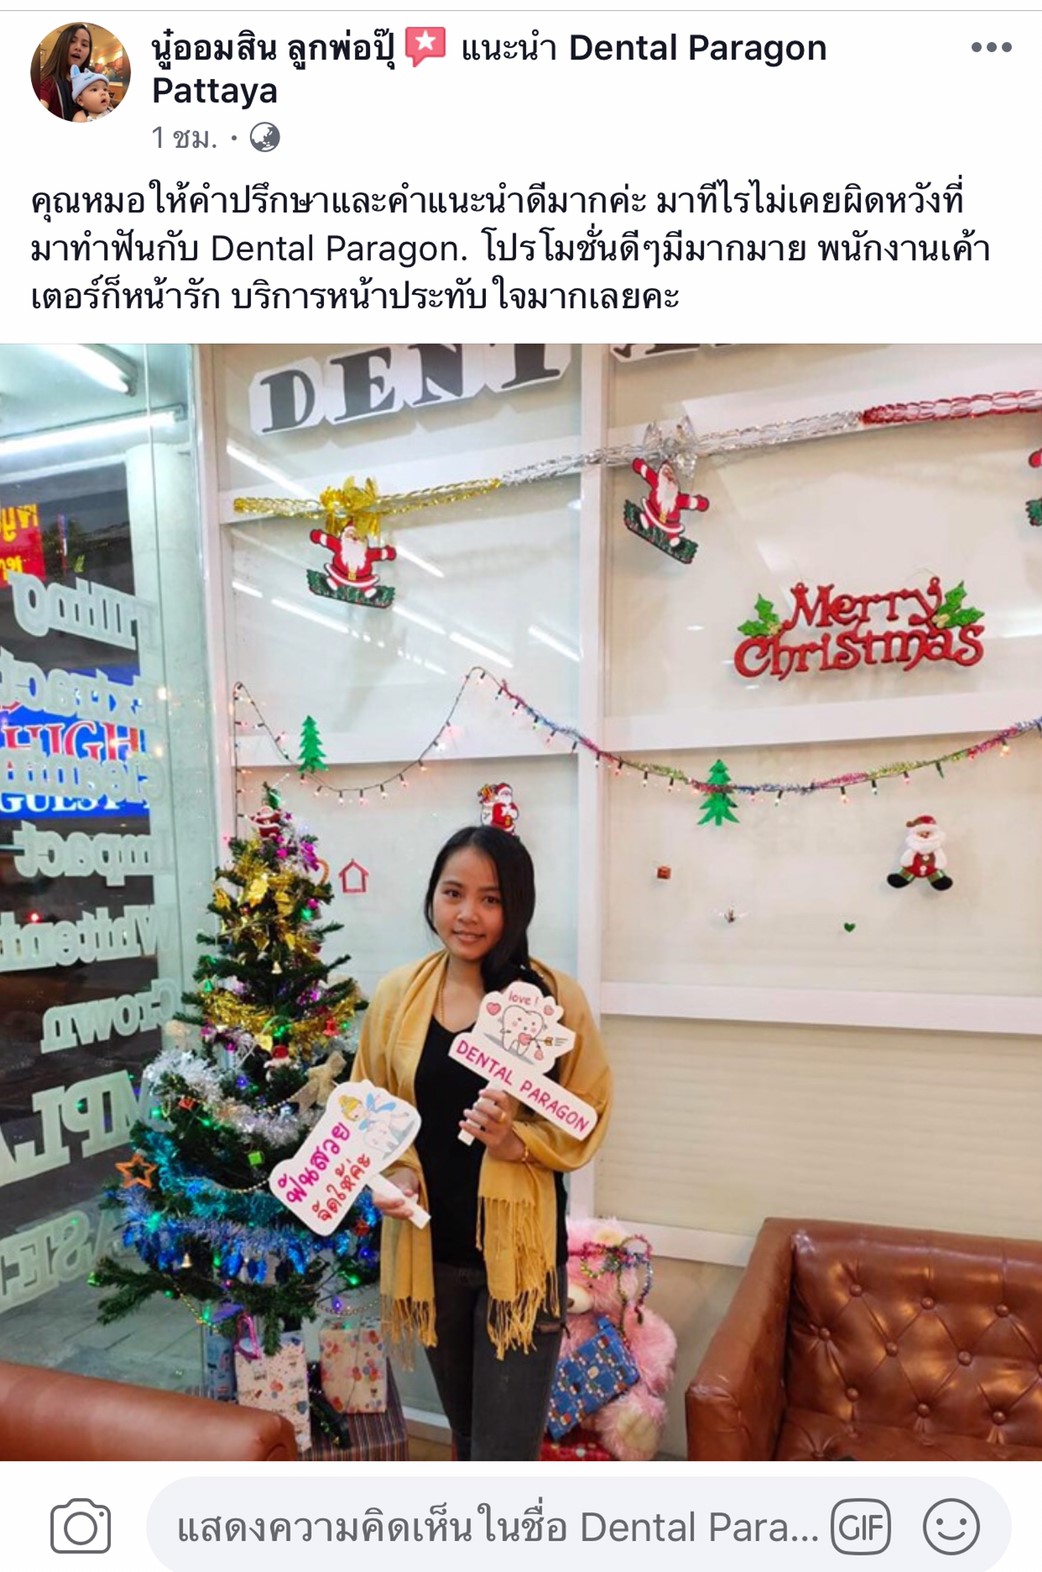 นู๋ออมสิน ลูกพ่อปุ๊ แนะนำ Dental Paragon
Pattaya
1 ชม. ·
คุณหมอให้คำปรึกษาและคำแนะนำดีมากค่ะ มาทีไรไม่เคยผิดหวังที่
มาทำฟันกับ Dental Paragon. โปรโมชั่นดีๆมีมากมาย พนักงานเค้า
เตอร์ก็หน้ารัก บริการหน้าประทับใจมากเลยคะ
DENT
Merry
Christmas
Filling
Extract
HIGH
Clean
GUEST
Impact
Whiteni
Crown
love!
DENTAL PARAGON
ฟันสวย
จัดให้ค่ะ
แสดงความคิดเห็นในชื่อ Dental Para...
GIF